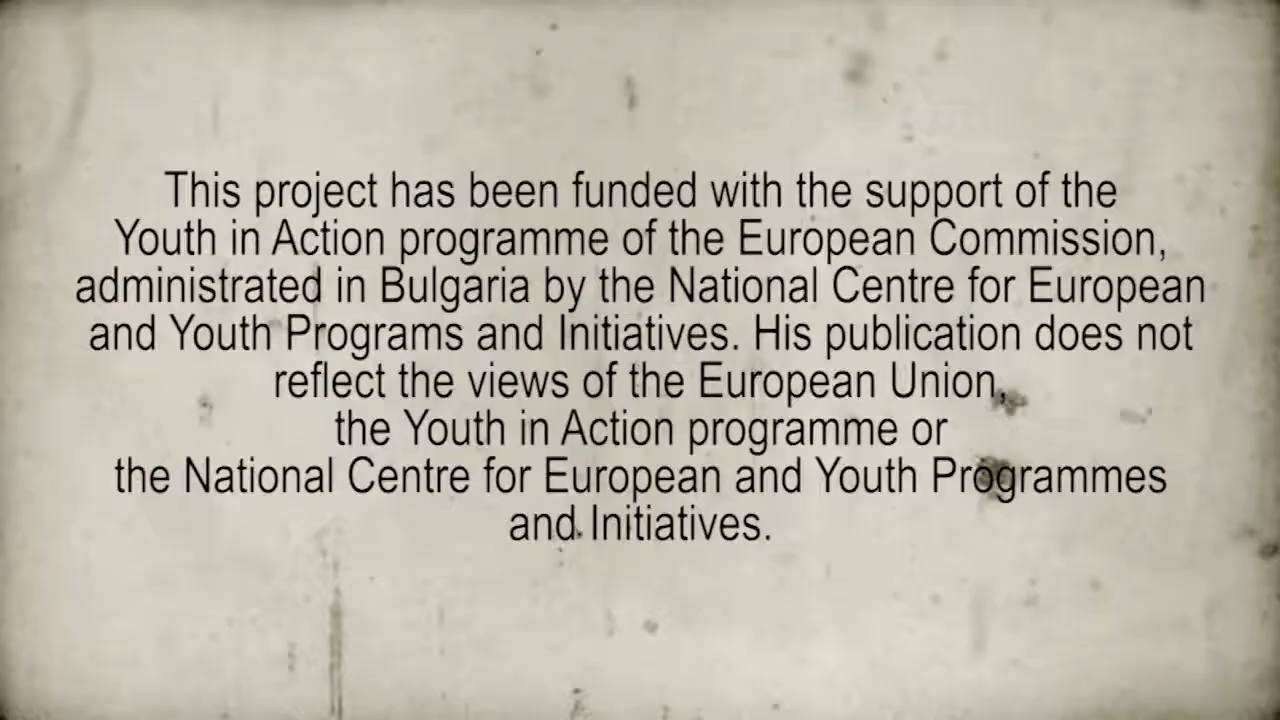 This project has been funded with the support of the
Youth in Action programme of the European Commission,
administrated in Bulgaria by the National Centre for European
and Youth Programs and Initiatives. His publication does not
reflect the views of the European Union,
the Youth in Action programme or
the National Centre for European and Youth Programmes
and Initiatives.